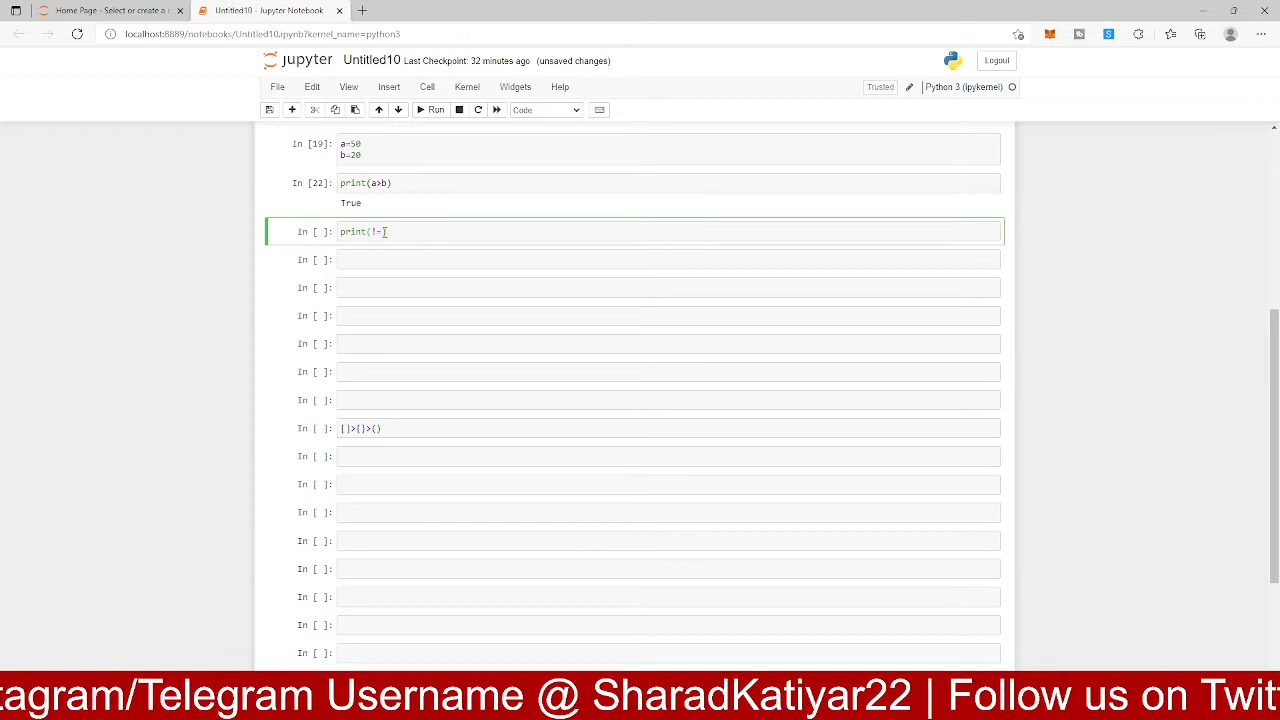 Home Page - Select or create a n
Untitled10 - Jupyter Notebook
localhost:8889/notebooks/Untitled10.ipynb?kernel_name=python3
jupyter Untitled10 Last Checkpoint: 32 minutes ago (unsaved changes)
Logout
File Edit View Insert Cell Kernel Widgets Help
Trusted
Python 3 (ipykernel)
Run
Code
In [19]: a=50
b=20
In [22]: print(a>b)
True
In [ ]: print(!=
In [ ]:
In [ ]:
In [ ]:
In [ ]:
In [ ]:
In [ ]:
In [ ]: []>{}>()
In [ ]:
In [ ]:
In [ ]:
In [ ]:
In [ ]:
In [ ]:
In [ ]:
In [ ]:
tagram/Telegram Username @ SharadKatiyar22 | Follow us on Twit